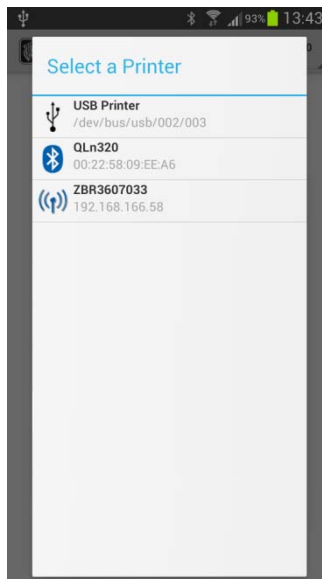 93% 13:43
0
Select a Printer
USB Printer
/dev/bus/usb/002/003
QLn320
00:22:58:09:EE:A6
ZBR3607033
192.168.166.58